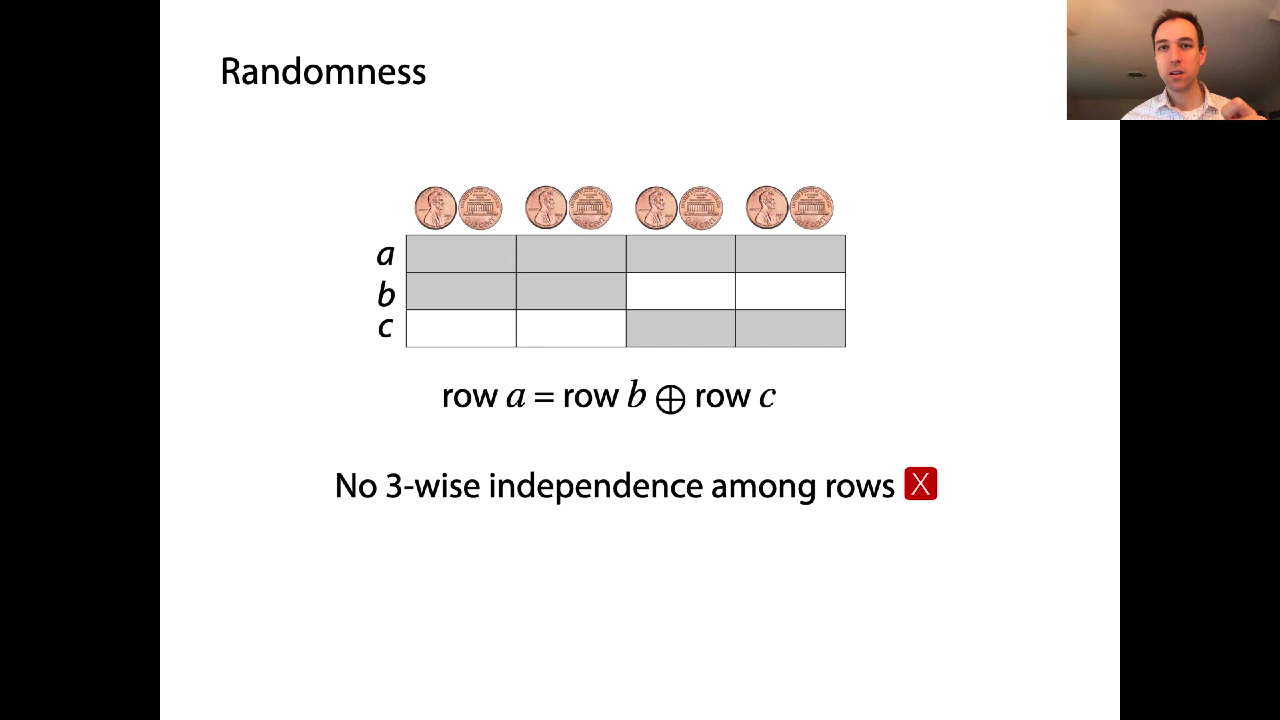 Randomness
a
b
c
row a = row b ⊕ row c
No 3-wise independence among rows X